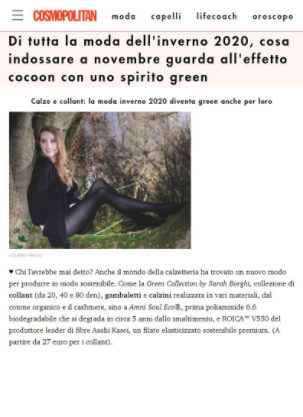 COSMOPOLITAN moda capelli lifecoach oroscopo
Di tutta la moda dell'inverno 2020, cosa
indossare a novembre guarda all'effetto
cocoon con uno spirito green
Calze e collant: la moda inverno 2020 diventa green anche per loro
COURTESY PHOTO
♥ Chi l'avrebbe mai detto? Anche il mondo della calzetteria ha trovato un nuovo modo
per produrre in modo sostenibile. Come la Green Collection by Sarah Borghi, collezione di
collant (da 20, 40 e 80 den), gambaletti e calzini realizzata in vari materiali, dal
cotone organico e il cashmere, sino a Amni Soul Eco®, prima poliammide 6.6
biodegradabile che si degrada in circa 5 anni dallo smaltimento, e ROICA™ V550 del
produttore leader di fibre Asahi Kasei, un filato elasticizzato sostenibile premium. (A
partire da 27 euro per i collant).